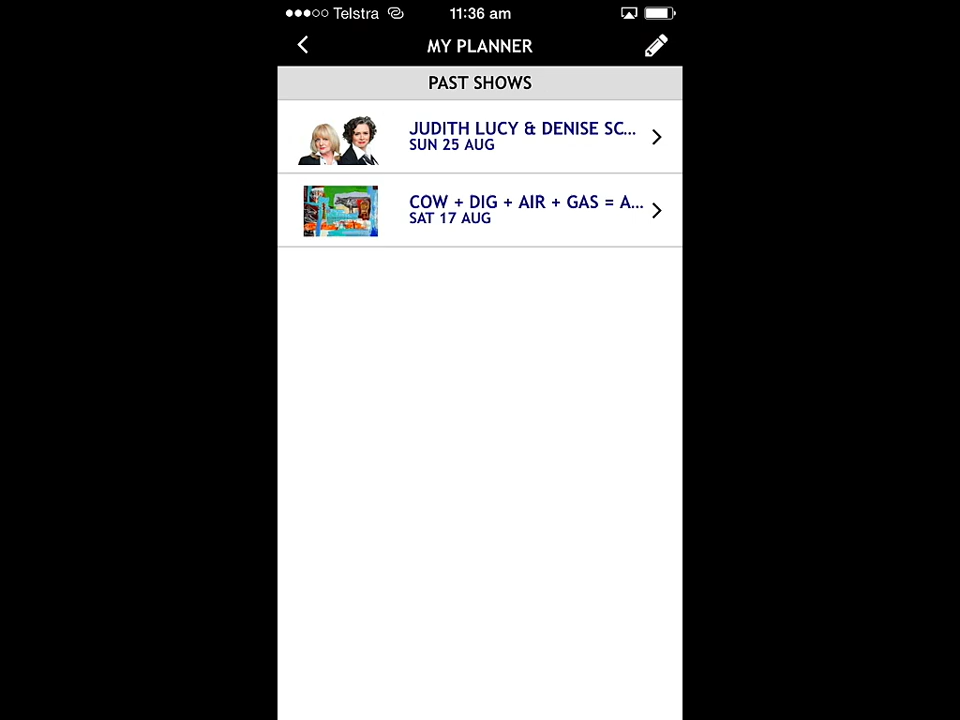 Telstra 11:36 am
MY PLANNER
PAST SHOWS
JUDITH LUCY & DENISE SC...
SUN 25 AUG
COW + DIG + AIR + GAS = A...
SAT 17 AUG